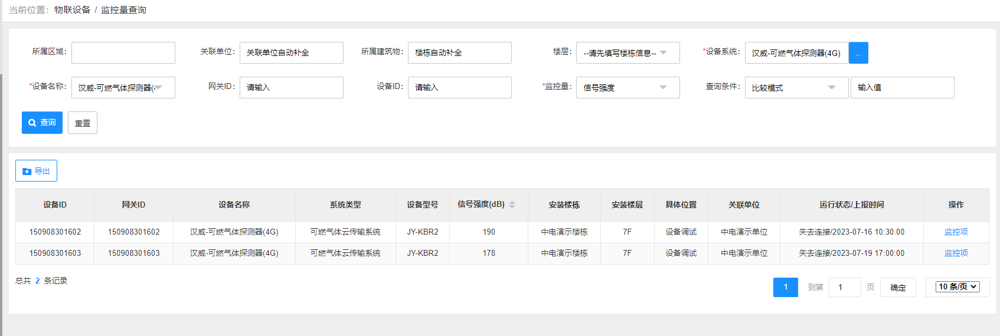 当前位置：物联设备 / 监控量查询
所属区域： 关联单位： 关联单位自动补全 所属建筑物： 楼栋自动补全 楼层： --请先填写楼栋信息-- *设备系统： 汉威-可燃气体探测器(4G) ...
*设备名称： 汉威-可燃气体探测器( 网关ID： 请输入 设备ID： 请输入 *监控量： 信号强度 查询条件： 比较模式 输入值
查询 重置
导出
设备ID 网关ID 设备名称 系统类型 设备型号 信号强度(dB) 安装楼栋 安装楼层 具体位置 关联单位 运行状态/上报时间 操作
150908301602 150908301602 汉威-可燃气体探测器(4G) 可燃气体云传输系统 JY-KBR2 190 中电演示楼栋 7F 设备调试 中电演示单位 失去连接/2023-07-16 10:30:00 监控项
150908301603 150908301603 汉威-可燃气体探测器(4G) 可燃气体云传输系统 JY-KBR2 178 中电演示楼栋 7F 设备调试 中电演示单位 失去连接/2023-07-19 17:00:00 监控项
总共 2 条记录
1 到第 1 页 确定 10 条/页